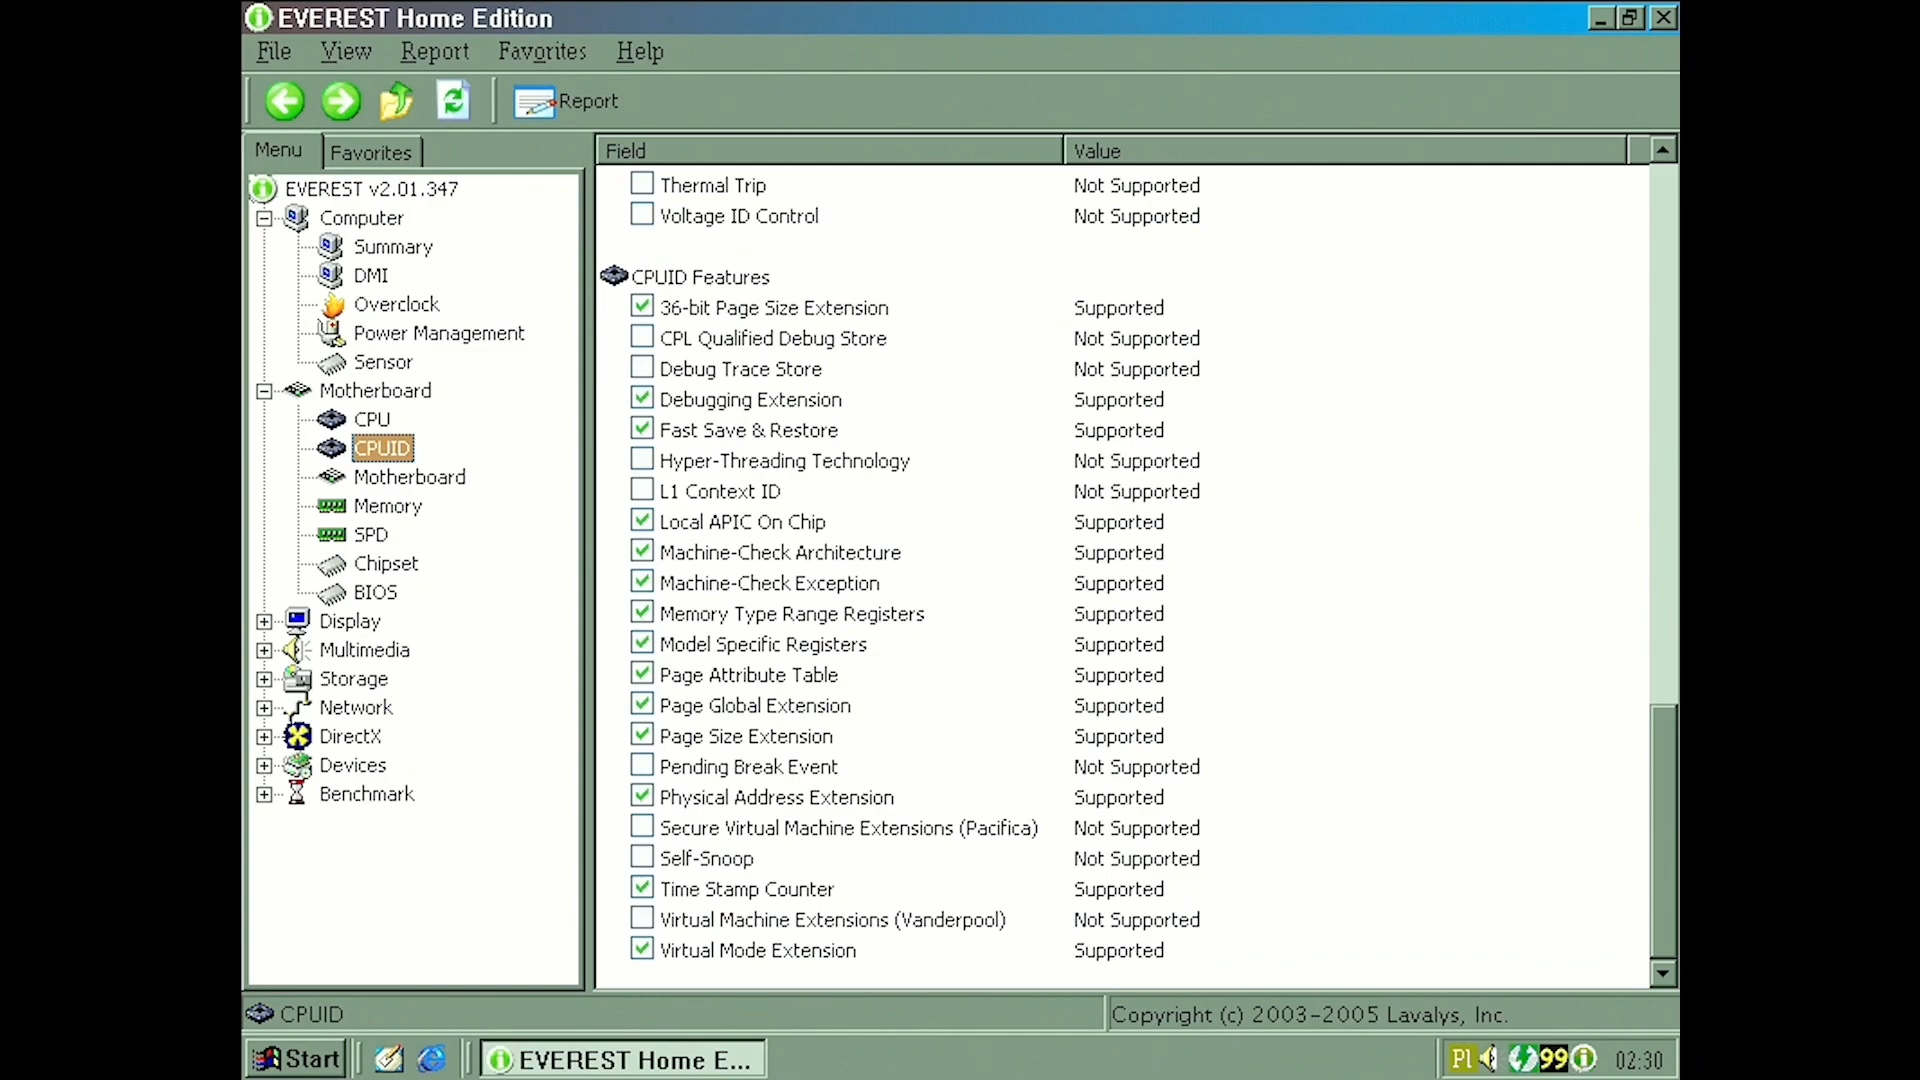 EVEREST Home Edition
File View Report Favorites Help
Report
Menu Favorites
EVEREST v2.01.347
Computer
Summary
DMI
Overclock
Power Management
Sensor
Motherboard
CPU
CPUID
Motherboard
Memory
SPD
Chipset
BIOS
Display
Multimedia
Storage
Network
DirectX
Devices
Benchmark
Field Value
Thermal Trip Not Supported
Voltage ID Control Not Supported
CPUID Features
36-bit Page Size Extension Supported
CPL Qualified Debug Store Not Supported
Debug Trace Store Not Supported
Debugging Extension Supported
Fast Save & Restore Supported
Hyper-Threading Technology Not Supported
L1 Context ID Not Supported
Local APIC On Chip Supported
Machine-Check Architecture Supported
Machine-Check Exception Supported
Memory Type Range Registers Supported
Model Specific Registers Supported
Page Attribute Table Supported
Page Global Extension Supported
Page Size Extension Supported
Pending Break Event Not Supported
Physical Address Extension Supported
Secure Virtual Machine Extensions (Pacifica) Not Supported
Self-Snoop Not Supported
Time Stamp Counter Supported
Virtual Machine Extensions (Vanderpool) Not Supported
Virtual Mode Extension Supported
CPUID Copyright (c) 2003-2005 Lavalys, Inc.
Start EVEREST Home E... Pl 99 02:30